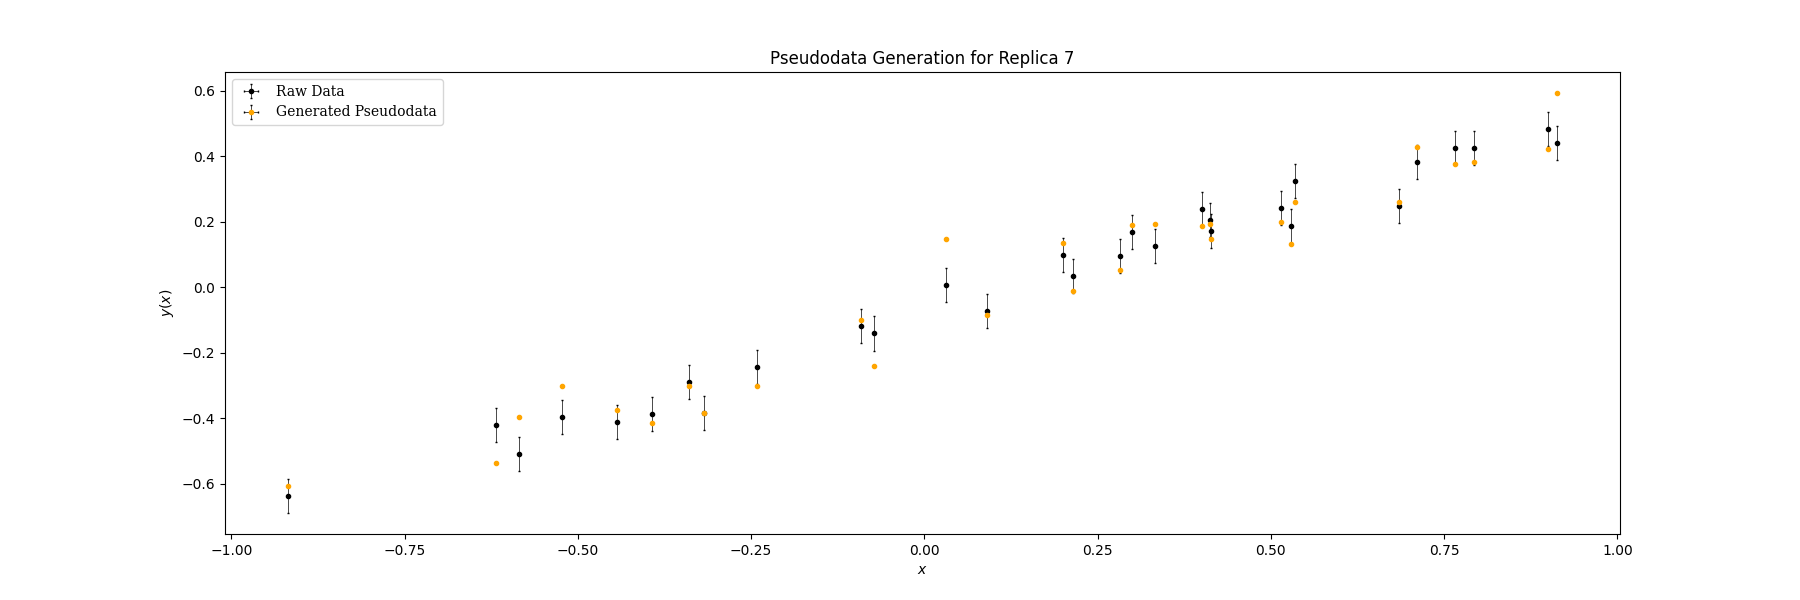 Pseudodata Generation for Replica 7
Raw Data
Generated Pseudodata
0.6
0.4
0.2
0.0
−0.2
−0.4
−0.6
y(x)
−1.00 −0.75 −0.50 −0.25 0.00 0.25 0.50 0.75 1.00
x